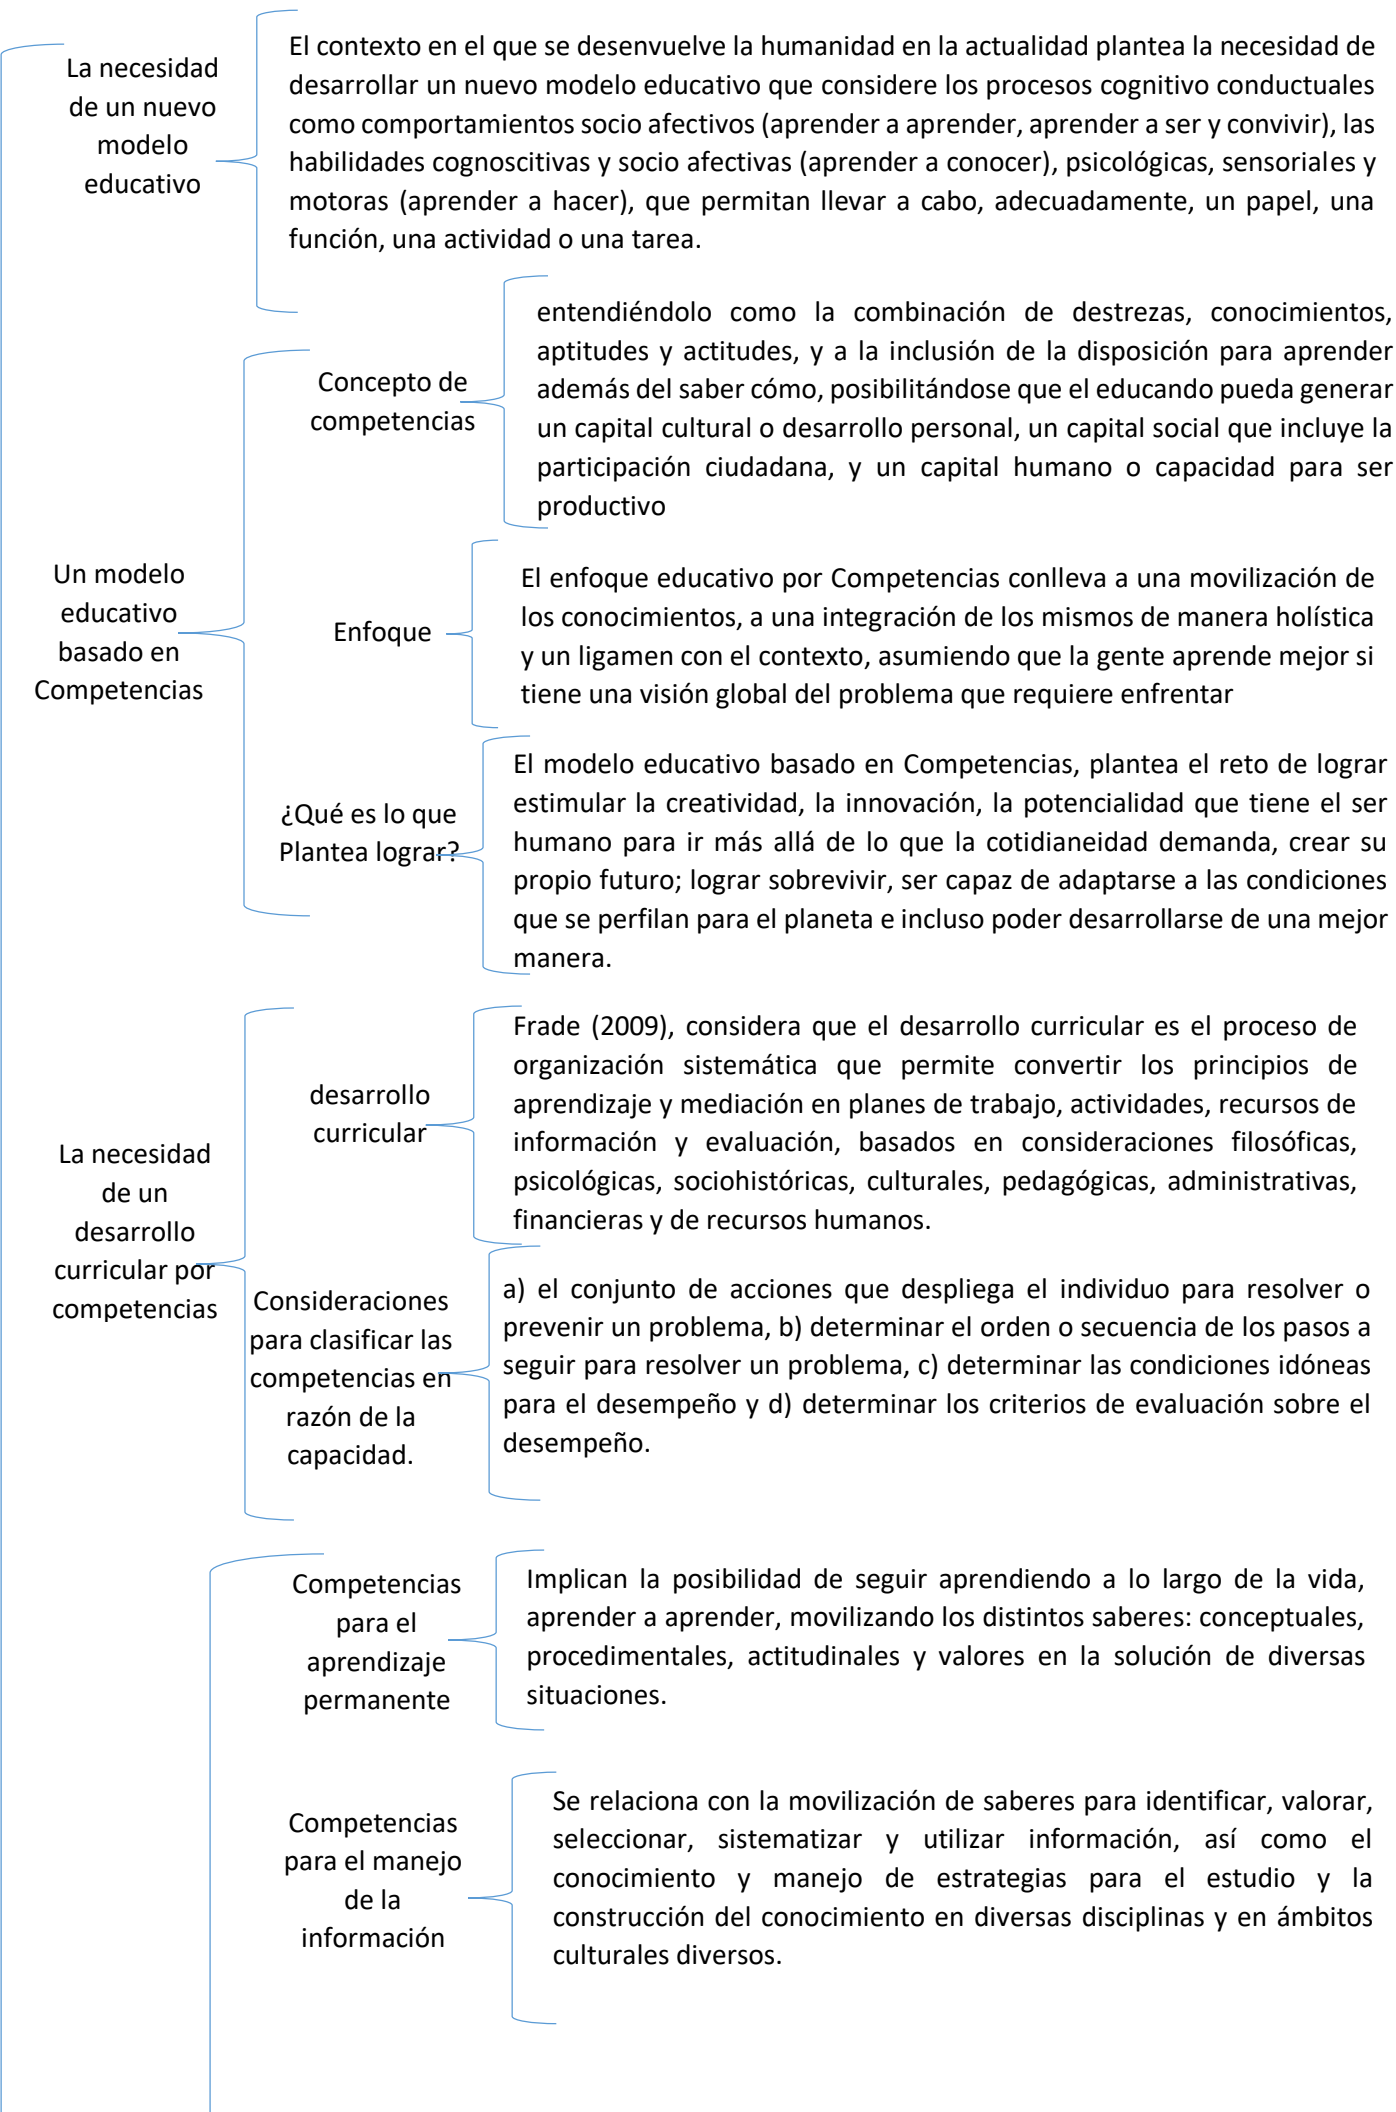 La necesidad
de un nuevo
modelo
educativo
El contexto en el que se desenvuelve la humanidad en la actualidad plantea la necesidad de
desarrollar un nuevo modelo educativo que considere los procesos cognitivo conductuales
como comportamientos socio afectivos (aprender a aprender, aprender a ser y convivir), las
habilidades cognoscitivas y socio afectivas (aprender a conocer), psicológicas, sensoriales y
motoras (aprender a hacer), que permitan llevar a cabo, adecuadamente, un papel, una
función, una actividad o una tarea.
Un modelo
educativo
basado en
Competencias
Concepto de
competencias
entendiéndolo como la combinación de destrezas, conocimientos,
aptitudes y actitudes, y a la inclusión de la disposición para aprender
además del saber cómo, posibilitándose que el educando pueda generar
un capital cultural o desarrollo personal, un capital social que incluye la
participación ciudadana, y un capital humano o capacidad para ser
productivo
Enfoque
El enfoque educativo por Competencias conlleva a una movilización de
los conocimientos, a una integración de los mismos de manera holística
y un ligamen con el contexto, asumiendo que la gente aprende mejor si
tiene una visión global del problema que requiere enfrentar
¿Qué es lo que
Plantea lograr?
El modelo educativo basado en Competencias, plantea el reto de lograr
estimular la creatividad, la innovación, la potencialidad que tiene el ser
humano para ir más allá de lo que la cotidianeidad demanda, crear su
propio futuro; lograr sobrevivir, ser capaz de adaptarse a las condiciones
que se perfilan para el planeta e incluso poder desarrollarse de una mejor
manera.
La necesidad
de un
desarrollo
curricular por
competencias
desarrollo
curricular
Frade (2009), considera que el desarrollo curricular es el proceso de
organización sistemática que permite convertir los principios de
aprendizaje y mediación en planes de trabajo, actividades, recursos de
información y evaluación, basados en consideraciones filosóficas,
psicológicas, sociohistóricas, culturales, pedagógicas, administrativas,
financieras y de recursos humanos.
Consideraciones
para clasificar las
competencias en
razón de la
capacidad.
a) el conjunto de acciones que despliega el individuo para resolver o
prevenir un problema, b) determinar el orden o secuencia de los pasos a
seguir para resolver un problema, c) determinar las condiciones idóneas
para el desempeño y d) determinar los criterios de evaluación sobre el
desempeño.
Competencias
para el
aprendizaje
permanente
Implican la posibilidad de seguir aprendiendo a lo largo de la vida,
aprender a aprender, movilizando los distintos saberes: conceptuales,
procedimentales, actitudinales y valores en la solución de diversas
situaciones.
Competencias
para el manejo
de la
información
Se relaciona con la movilización de saberes para identificar, valorar,
seleccionar, sistematizar y utilizar información, así como el
conocimiento y manejo de estrategias para el estudio y la
construcción del conocimiento en diversas disciplinas y en ámbitos
culturales diversos.